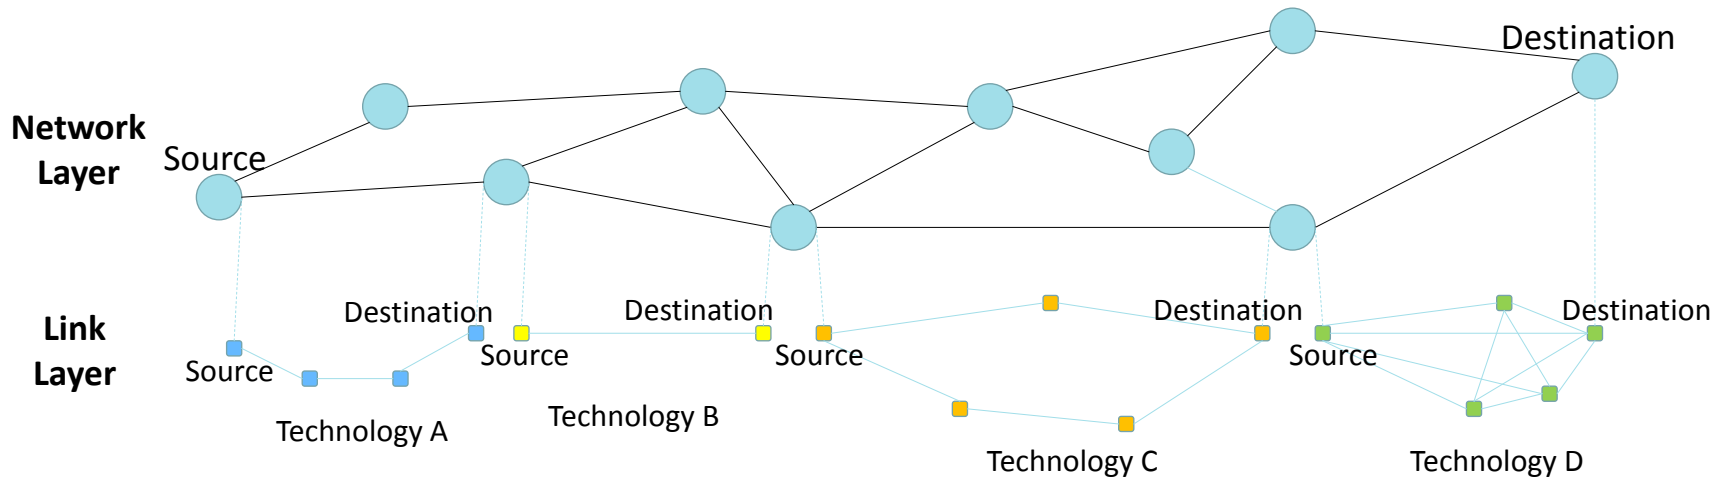 Destination
Network
Layer
Source
Link
Layer
Destination
Source
Destination
Source
Destination
Source
Destination
Source
Technology A
Technology B
Technology C
Technology D